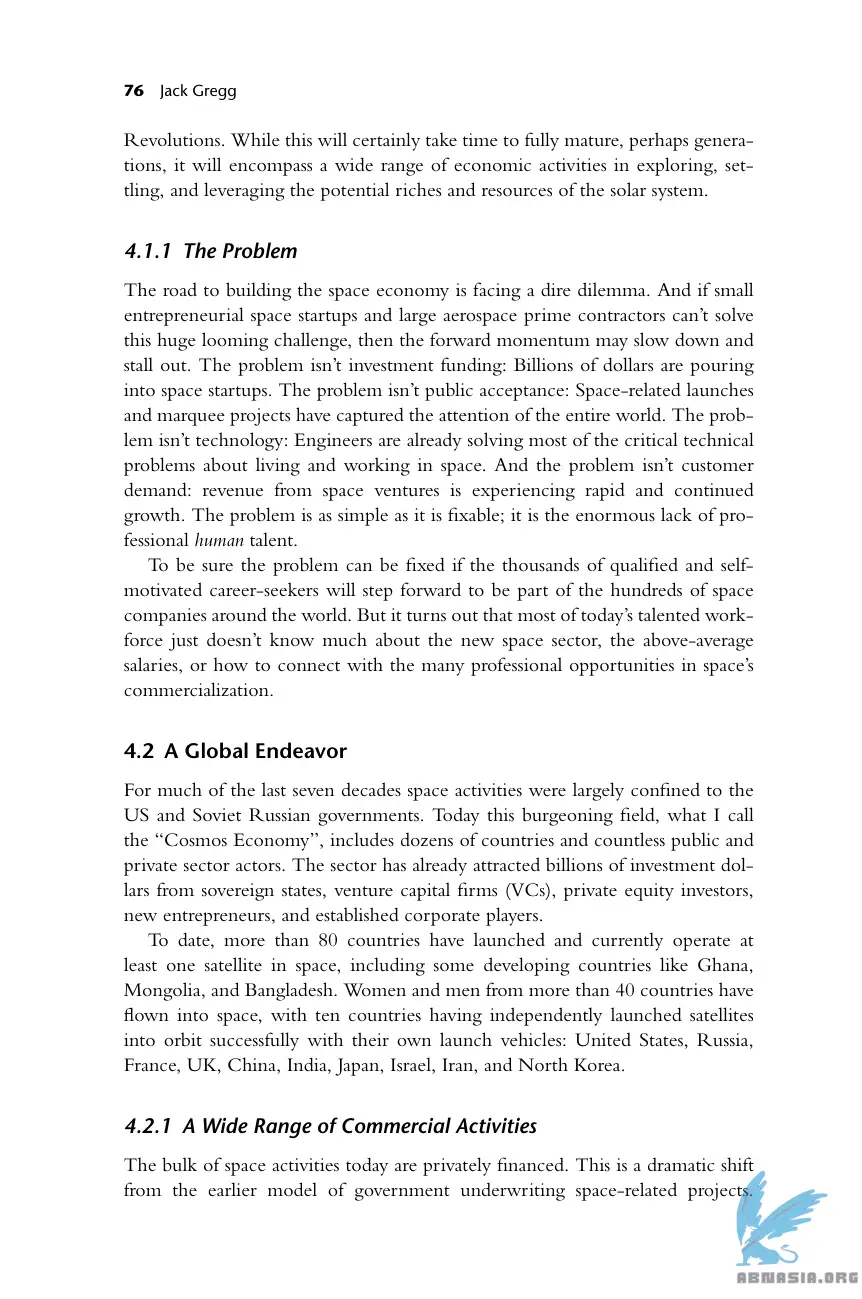 76 Jack Gregg
Revolutions. While this will certainly take time to fully mature, perhaps genera-
tions, it will encompass a wide range of economic activities in exploring, set-
tling, and leveraging the potential riches and resources of the solar system.
4.1.1 The Problem
The road to building the space economy is facing a dire dilemma. And if small
entrepreneurial space startups and large aerospace prime contractors can’t solve
this huge looming challenge, then the forward momentum may slow down and
stall out. The problem isn’t investment funding: Billions of dollars are pouring
into space startups. The problem isn’t public acceptance: Space-related launches
and marquee projects have captured the attention of the entire world. The prob-
lem isn’t technology: Engineers are already solving most of the critical technical
problems about living and working in space. And the problem isn’t customer
demand: revenue from space ventures is experiencing rapid and continued
growth. The problem is as simple as it is fixable; it is the enormous lack of pro-
fessional human talent.
To be sure the problem can be fixed if the thousands of qualified and self-
motivated career-seekers will step forward to be part of the hundreds of space
companies around the world. But it turns out that most of today’s talented work-
force just doesn’t know much about the new space sector, the above-average
salaries, or how to connect with the many professional opportunities in space’s
commercialization.
4.2 A Global Endeavor
For much of the last seven decades space activities were largely confined to the
US and Soviet Russian governments. Today this burgeoning field, what I call
the “Cosmos Economy”, includes dozens of countries and countless public and
private sector actors. The sector has already attracted billions of investment dol-
lars from sovereign states, venture capital firms (VCs), private equity investors,
new entrepreneurs, and established corporate players.
To date, more than 80 countries have launched and currently operate at
least one satellite in space, including some developing countries like Ghana,
Mongolia, and Bangladesh. Women and men from more than 40 countries have
flown into space, with ten countries having independently launched satellites
into orbit successfully with their own launch vehicles: United States, Russia,
France, UK, China, India, Japan, Israel, Iran, and North Korea.
4.2.1 A Wide Range of Commercial Activities
The bulk of space activities today are privately financed. This is a dramatic shift
from the earlier model of government underwriting space-related projects.
ABNASIA.ORG